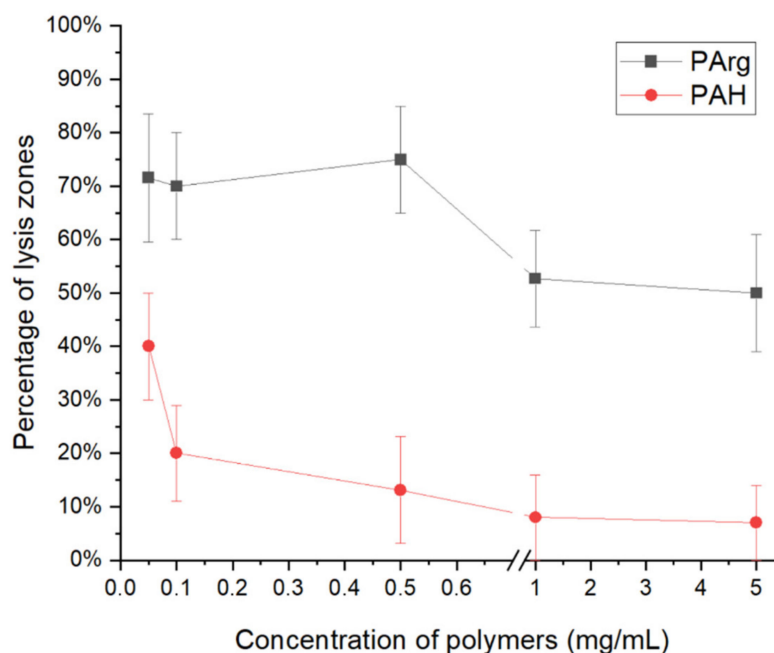 100%
90%
80%
70%
60%
50%
40%
30%
20%
10%
0%
Percentage of lysis zones
PArg
PAH
0.0 0.1 0.2 0.3 0.4 0.5 0.6 1 2 3 4 5
Concentration of polymers (mg/mL)